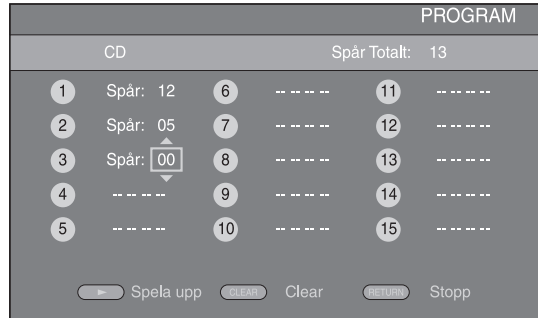 PROGRAM
CD Spår Totalt: 13
1 Spår: 12 6 -- -- -- -- 11 -- -- -- --
2 Spår: 05 7 -- -- -- -- 12 -- -- -- --
3 Spår: 00 8 -- -- -- -- 13 -- -- -- --
4 -- -- -- -- 9 -- -- -- -- 14 -- -- -- --
5 -- -- -- -- 10 -- -- -- -- 15 -- -- -- --
Spela upp CLEAR Clear RETURN Stopp